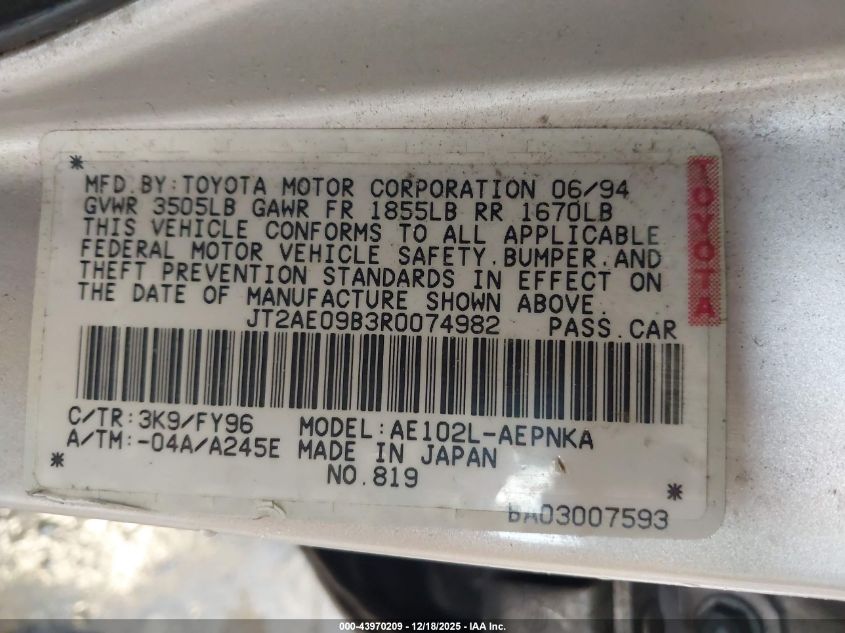 MFD.BY:TOYOTA MOTOR CORPORATION 06/94
GVWR 3505LB GAWR FR 1855LB RR 1670LB
THIS VEHICLE CONFORMS TO ALL APPLICABLE
FEDERAL MOTOR VEHICLE SAFETY,BUMPER,AND
THEFT PREVENTION STANDARDS IN EFFECT ON
THE DATE OF MANUFACTURE SHOWN ABOVE.
JT2AE09B3R0074982 PASS.CAR
TOYOTA
C/TR:3K9/FY96 MODEL:AE102L-AEPNKA
A/TM:-04A/A245E MADE IN JAPAN
NO.819
BA03007593
000-43970209 - 12/18/2025 - IAA Inc.